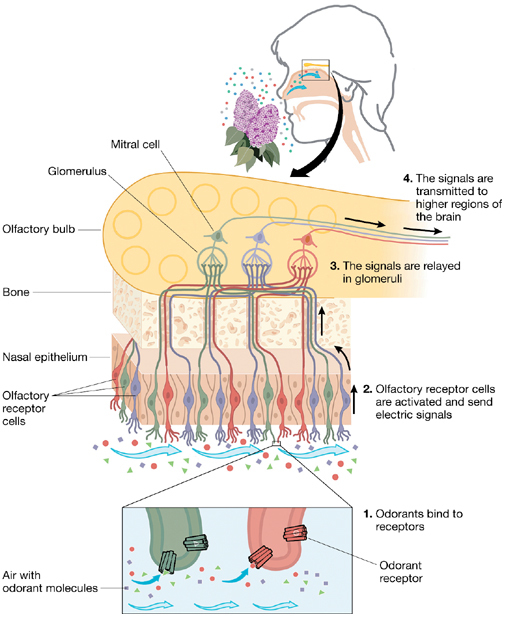 Mitral cell
Glomerulus
4. The signals are
transmitted to
higher regions of
the brain
Olfactory bulb
3. The signals are relayed
in glomeruli
Bone
Nasal epithelium
Olfactory
receptor
cells
2. Olfactory receptor cells
are activated and send
electric signals
1. Odorants bind to
receptors
Odorant
receptor
Air with
odorant molecules